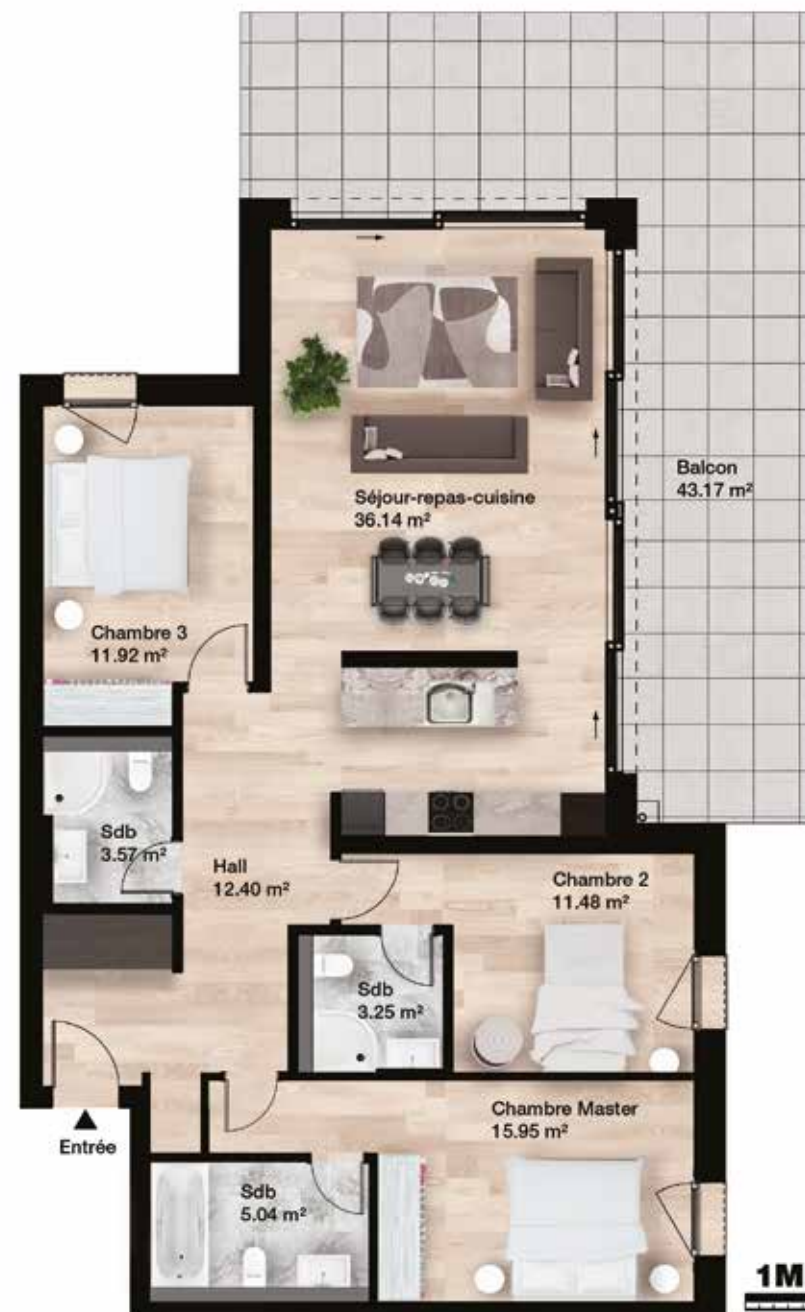 Balcon
43.17 m²
Séjour-repas-cuisine
36.14 m²
Chambre 3
11.92 m²
Sdb
3.57 m²
Hall
12.40 m²
Chambre 2
11.48 m²
Sdb
3.25 m²
Entrée
Chambre Master
15.95 m²
Sdb
5.04 m²
1M